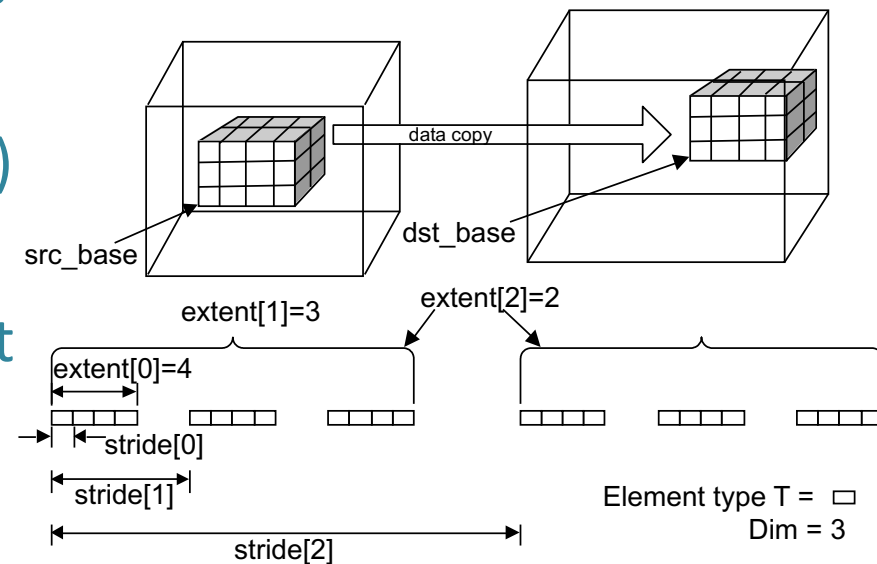 )
t
data copy
src_base
dst_base
extent[1]=3
extent[2]=2
extent[0]=4
stride[0]
stride[1]
stride[2]
Element type T =
Dim = 3